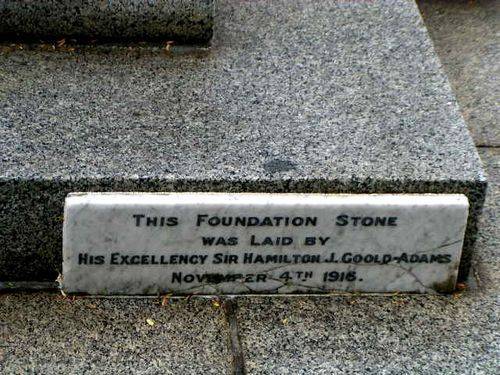 THIS FOUNDATION STONE
WAS LAID BY
HIS EXCELLENCY SIR HAMILTON J. GOOLD-ADAMS
NOVEMBER 4TH 1916.